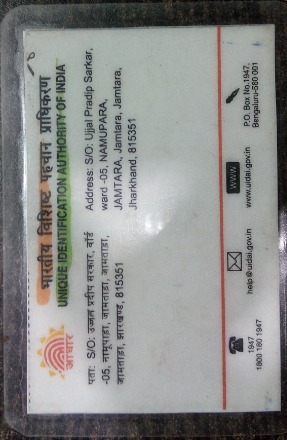 भारतीय विशिष्ट पहचान प्राधिकरण
UNIQUE IDENTIFICATION AUTHORITY OF INDIA
आधार
पता: S/O: उज्जल प्रदीप सरकार, वॉर्ड
-05, नामूपाड़ा, जामताड़ा, जामताड़ा,
जामताड़ा, झारखण्ड, 815351
Address: S/O: Ujjal Pradip Sarkar,
ward -05, NAMUPARA,
JAMTARA, Jamtara, Jamtara,
Jharkhand, 815351
1947
1800 180 1947
help@uidai.gov.in
www
www.uidai.gov.in
P.O. Box No.1947,
Bengaluru-560 001